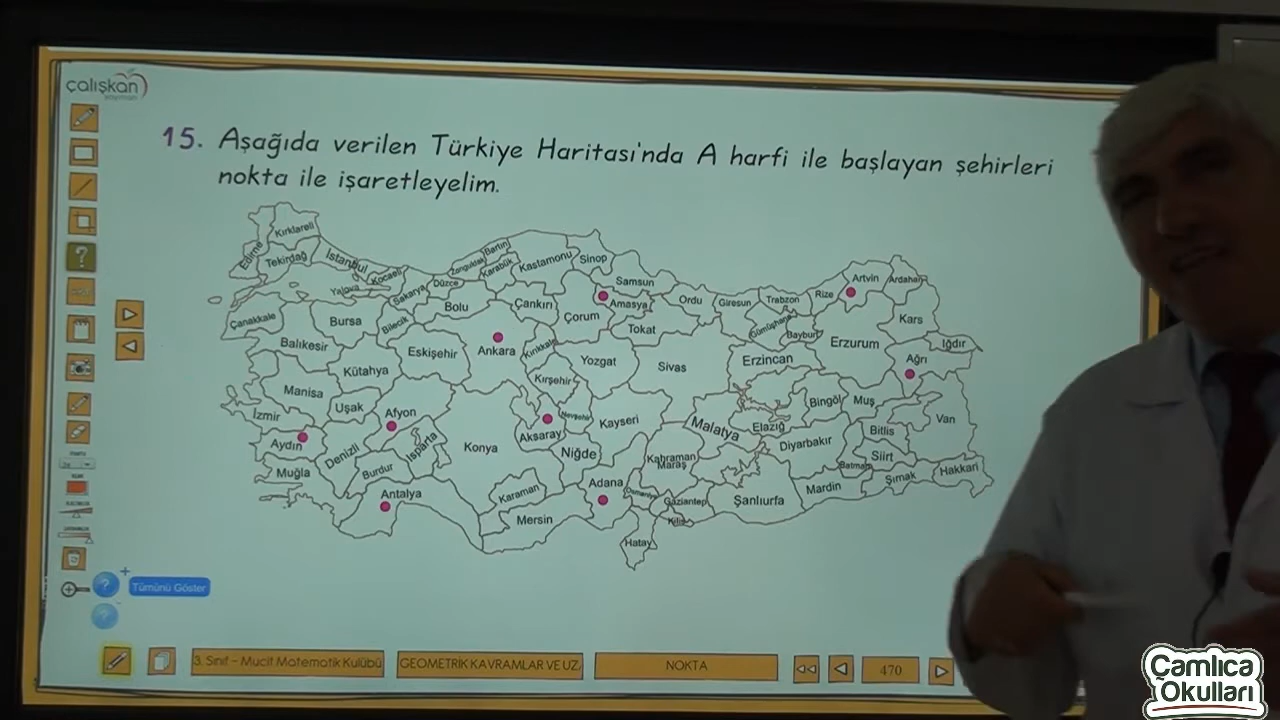 çalışkan
yayınları
15. Aşağıda verilen Türkiye Haritası'nda A harfi ile başlayan şehirleri
nokta ile işaretleyelim.
Kırklareli
Edirne
Tekirdağ
İstanbul
Yalova
Kocaeli
Sakarya
Düzce
Zonguldak
Bartın
Karabük
Kastamonu
Sinop
Samsun
Çanakkale
Bursa
Bilecik
Bolu
Çankırı
Çorum
Amasya
Ordu
Giresun
Trabzon
Rize
Artvin
Ardahan
Balıkesir
Kütahya
Eskişehir
Ankara
Kırıkkale
Yozgat
Tokat
Sivas
Gümüşhane
Bayburt
Erzincan
Erzurum
Kars
Iğdır
Ağrı
Manisa
Uşak
Afyon
Kırşehir
Nevşehir
Aksaray
Kayseri
Malatya
Elazığ
Bingöl
Muş
Van
İzmir
Aydın
Denizli
Isparta
Konya
Niğde
Kahraman
Maraş
Diyarbakır
Bitlis
Siirt
Batman
Muğla
Burdur
Antalya
Karaman
Mersin
Adana
Osmaniye
Gaziantep
Kilis
Hatay
Şanlıurfa
Mardin
Şırnak
Hakkari
Tümünü Göster
3. Sınıf - Mucit Matematik Kulübü
GEOMETRİK KAVRAMLAR VE UZ
NOKTA
470
Çamlıca
Okulları